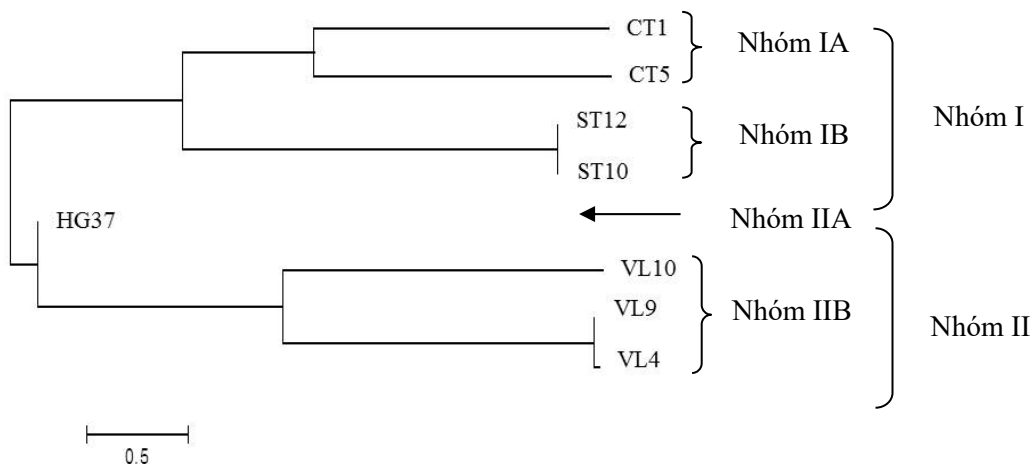 CT1
Nhóm IA
CT5
Nhóm I
ST12
Nhóm IB
ST10
HG37
Nhóm IIA
VL10
VL9
Nhóm IIB
Nhóm II
VL4
0.5